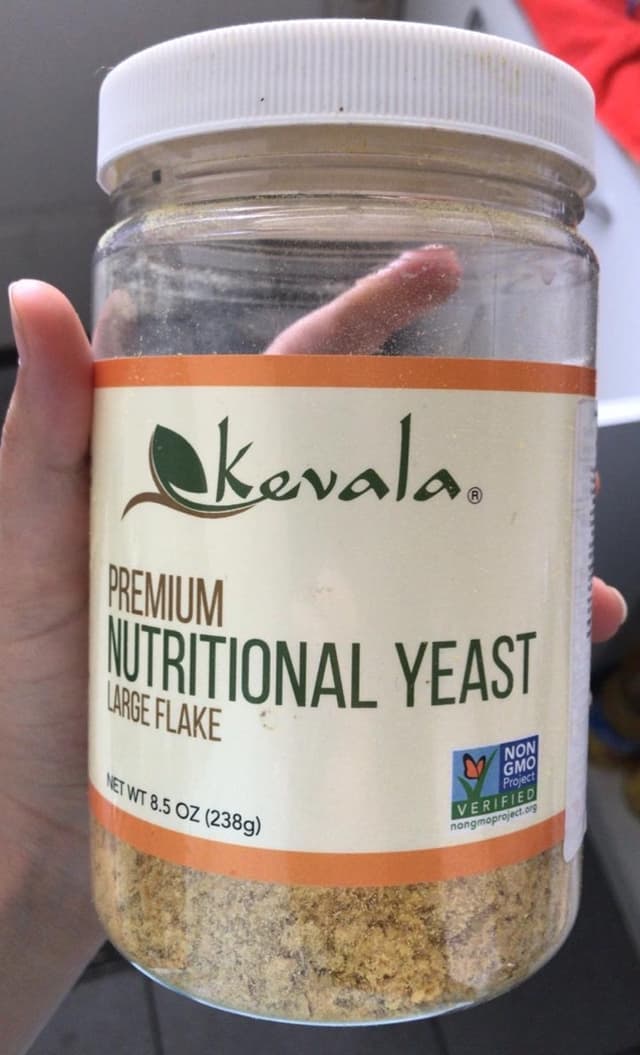 Kevala®
PREMIUM
NUTRITIONAL YEAST
LARGE FLAKE
NET WT 8.5 OZ (238g)
NON
GMO
Project
VERIFIED
nongmoproject.org